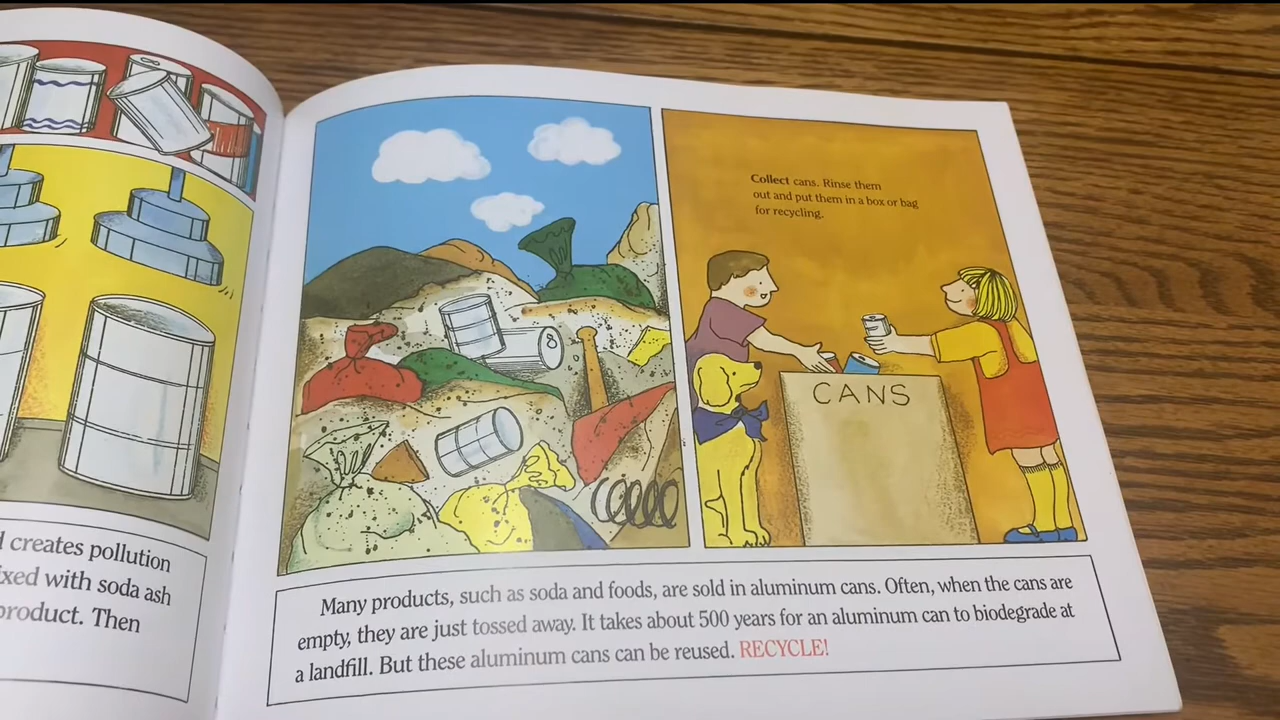 d creates pollution
ixed with soda ash
product. Then
Collect cans. Rinse them
out and put them in a box or bag
for recycling.
CANS
Many products, such as soda and foods, are sold in aluminum cans. Often, when the cans are
empty, they are just tossed away. It takes about 500 years for an aluminum can to biodegrade at
a landfill. But these aluminum cans can be reused. RECYCLE!